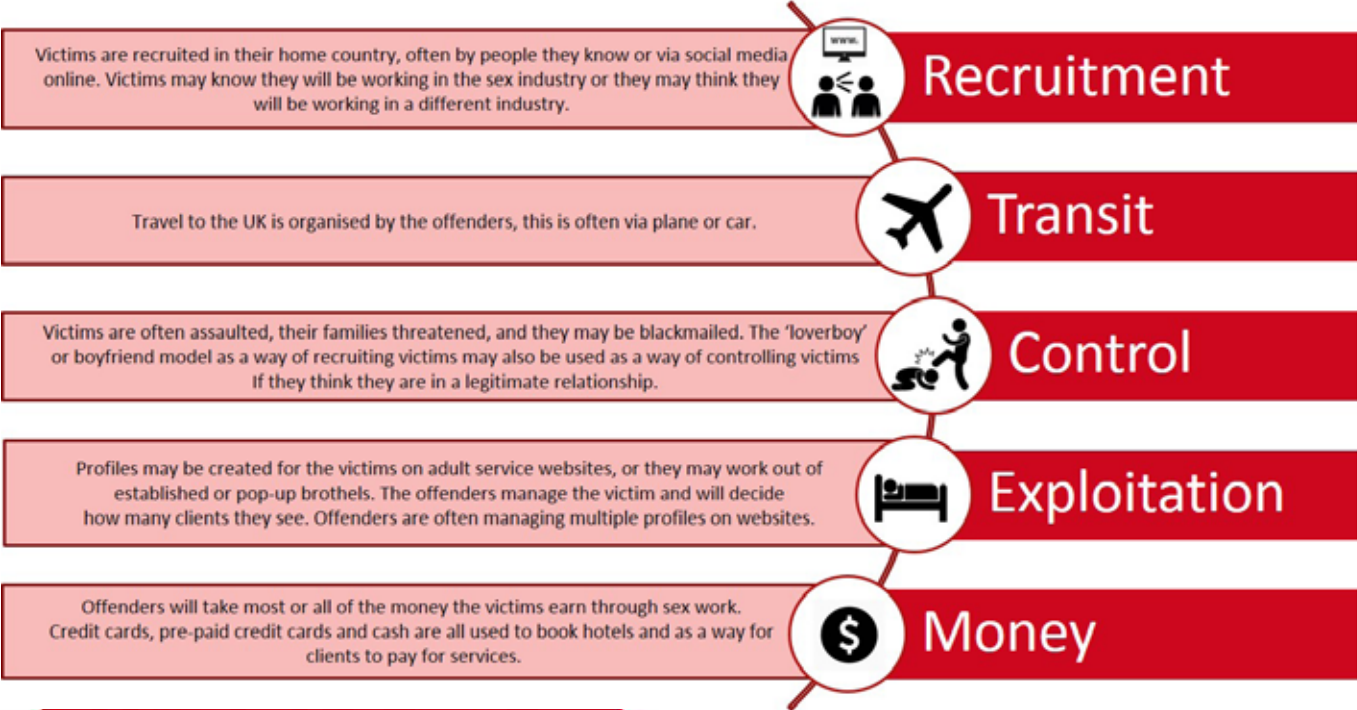 Victims are recruited in their home country, often by people they know or via social media
online. Victims may know they will be working in the sex industry or they may think they
will be working in a different industry.
www.
Recruitment
Travel to the UK is organised by the offenders, this is often via plane or car.
Transit
Victims are often assaulted, their families threatened, and they may be blackmailed. The ‘loverboy’
or boyfriend model as a way of recruiting victims may also be used as a way of controlling victims
If they think they are in a legitimate relationship.
Control
Profiles may be created for the victims on adult service websites, or they may work out of
established or pop-up brothels. The offenders manage the victim and will decide
how many clients they see. Offenders are often managing multiple profiles on websites.
Exploitation
Offenders will take most or all of the money the victims earn through sex work.
Credit cards, pre-paid credit cards and cash are all used to book hotels and as a way for
clients to pay for services.
$
Money